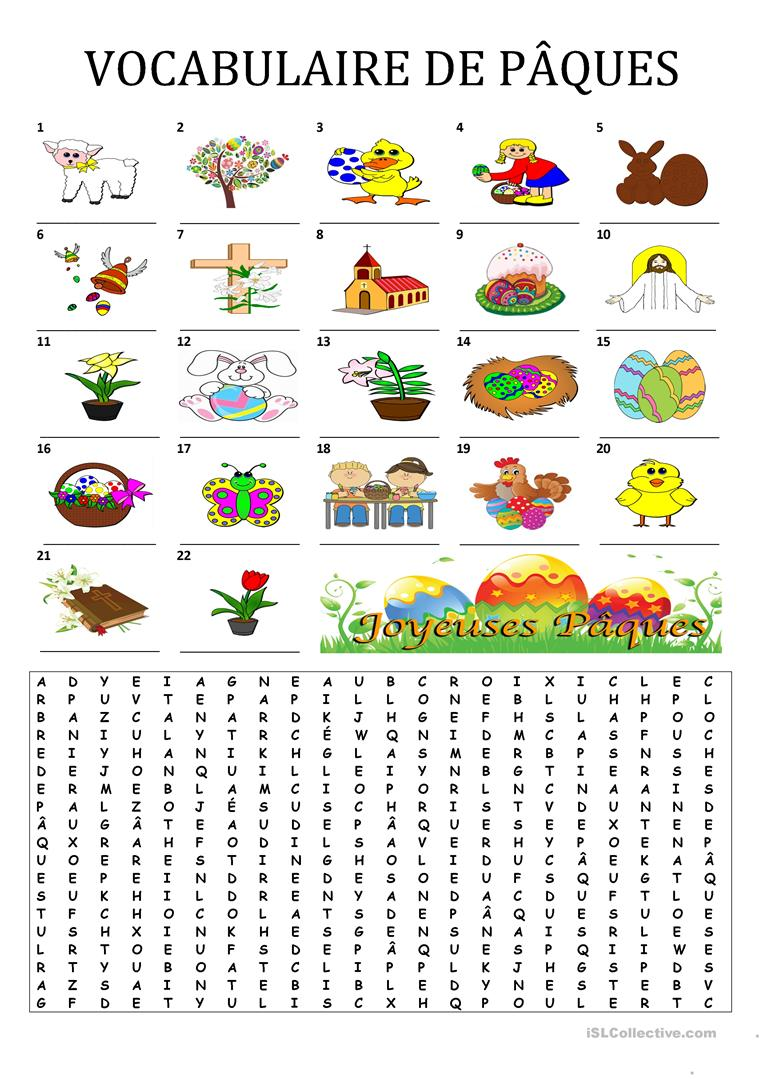 VOCABULAIRE DE PÂQUES
1 2 3 4 5
6 7 8 9 10
11 12 13 14 15
16 17 18 19 20
21 22
Joyeuses Pâques
A D Y E I A G N E A U B C R O I X I C L E C
R P U V T E P A P I L L O N E B L U H H P L
B A Z C A N A R D K J H G E F H S L A P O O
R N I U L Y T R C É W Q N I D M C A S F U C
E I Y H A N I K H G L A S M E R B P S N S H
D E J O N Q U I L L E I Y N B G T I E R S E
E R M E B L A M C I O P O R L N C N A A I S
P A L Z O J É S U S C H R I S T V D U N N D
Â U G Â T E A U D E P Â Q U E S E E X T E E
Q X R A H F O D I L S A V E R H Y P O E N P
U O E R E S T I N G H O L I D U C Â E K A Â
E E P E I N D R E D E S O E U F S Q U G T Q
S U K H I L D R E N Y A N D A C D U F T L U
T F C H O C O L A T S D E P Â Q U E S U O E
U S H X I N K H E S G E N S N A I S R L E S
L R T O E U F S D E P Â Q U E S P Q I I W E
R T Y U B O A T C L I P P L K J H G S P D S
A Z S A I N T E B I B L E D Y N E S T E B V
G F D E T Y U L I S C X H Q P O U L E R T C
iSLCollective.com